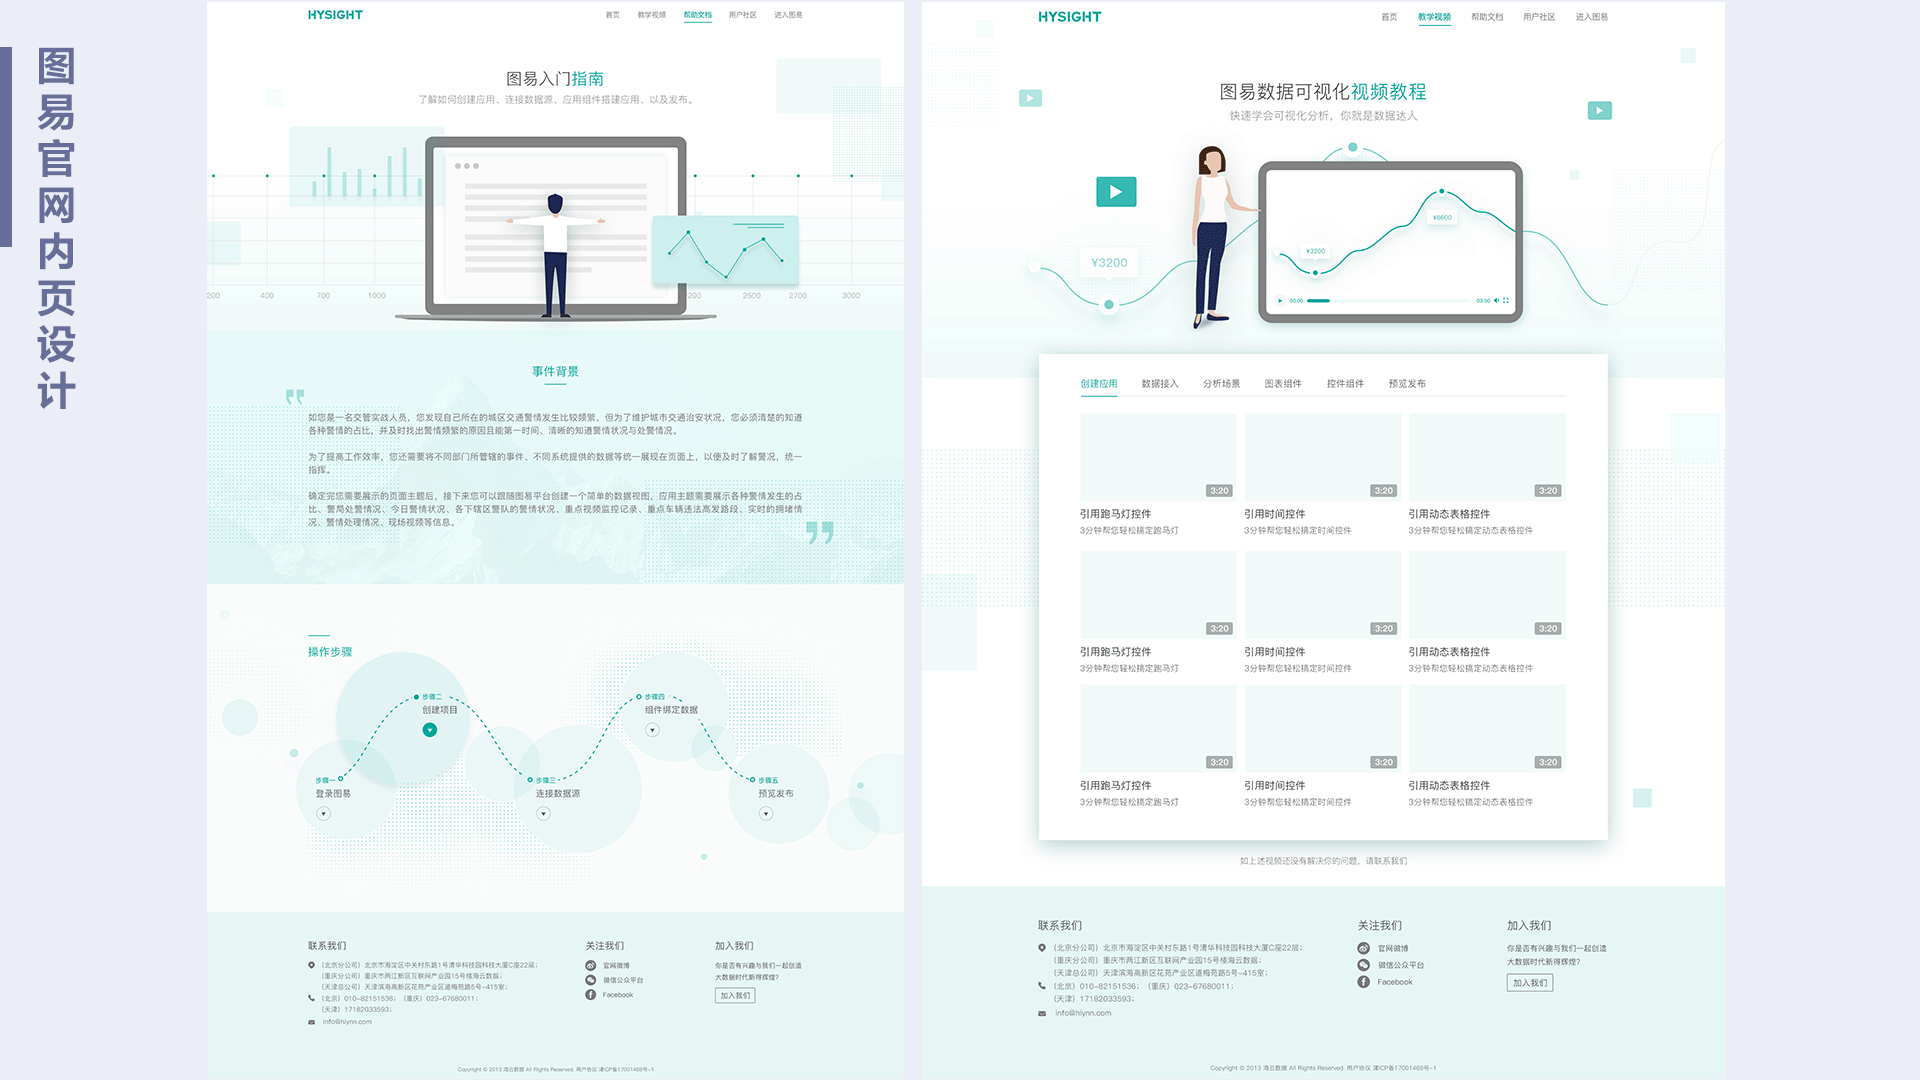 图易官网内页设计
HYSIGHT
首页 教学视频 帮助文档 用户社区 进入图易
图易入门指南
了解如何创建应用、连接数据源、应用组件搭建应用、以及发布。
200 400 700 1000 2200 2500 2700 3000
事件背景
如您是一名交管实战人员，您发现自己所在的城区交通警情发生比较频繁，但为了维护城市交通治安状况，您必须清楚的知道
各种警情的占比，并及时找出警情频繁的原因且能第一时间、清晰的知道警情状况与处警情况。
为了提高工作效率，您还需要将不同部门所管辖的事件、不同系统提供的数据等统一展现在页面上，以便及时了解警况，统一
指挥。
确定完您需要展示的页面主题后，接下来您可以跟随图易平台创建一个简单的数据视图，应用主题需要展示各种警情发生的占
比、警局处警情况、今日警情状况、各下辖区警队的警情状况、重点视频监控记录、重点车辆违法高发路段、实时的拥堵情
况、警情处理情况、现场视频等信息。
操作步骤
步骤一
登录图易
步骤二
创建项目
步骤三
连接数据源
步骤四
组件绑定数据
步骤五
预览发布
联系我们
（北京分公司）北京市海淀区中关村东路1号清华科技园科技大厦C座22层；
（重庆分公司）重庆市两江新区互联网产业园15号楼海云数据；
（天津总公司）天津滨海高新区花苑产业区道梅苑路5号-415室；
（北京）010-82151536；（重庆）023-67680011；
（天津）17182033593；
info@hiynn.com
关注我们
官网微博
微信公众平台
Facebook
加入我们
你是否有兴趣与我们一起创造
大数据时代新得辉煌？
加入我们
Copyright © 2013 海云数据 All Rights Reserved. 用户协议 津ICP备17001468号-1
HYSIGHT
首页 教学视频 帮助文档 用户社区 进入图易
图易数据可视化视频教程
快速学会可视化分析，你就是数据达人
¥3200
¥3200
¥8600
00:00 03:50
创建应用 数据接入 分析场景 图表组件 控件组件 预览发布
3:20 3:20 3:20
引用跑马灯控件 引用时间控件 引用动态表格控件
3分钟帮您轻松搞定跑马灯 3分钟帮您轻松搞定时间控件 3分钟帮您轻松搞定动态表格控件
3:20 3:20 3:20
引用跑马灯控件 引用时间控件 引用动态表格控件
3分钟帮您轻松搞定跑马灯 3分钟帮您轻松搞定时间控件 3分钟帮您轻松搞定动态表格控件
3:20 3:20 3:20
引用跑马灯控件 引用时间控件 引用动态表格控件
3分钟帮您轻松搞定跑马灯 3分钟帮您轻松搞定时间控件 3分钟帮您轻松搞定动态表格控件
如上述视频还没有解决你的问题，请联系我们
联系我们
（北京分公司）北京市海淀区中关村东路1号清华科技园科技大厦C座22层；
（重庆分公司）重庆市两江新区互联网产业园15号楼海云数据；
（天津总公司）天津滨海高新区花苑产业区道梅苑路5号-415室；
（北京）010-82151536；（重庆）023-67680011；
（天津）17182033593；
info@hiynn.com
关注我们
官网微博
微信公众平台
Facebook
加入我们
你是否有兴趣与我们一起创造
大数据时代新得辉煌？
加入我们
Copyright © 2013 海云数据 All Rights Reserved. 用户协议 津ICP备17001468号-1